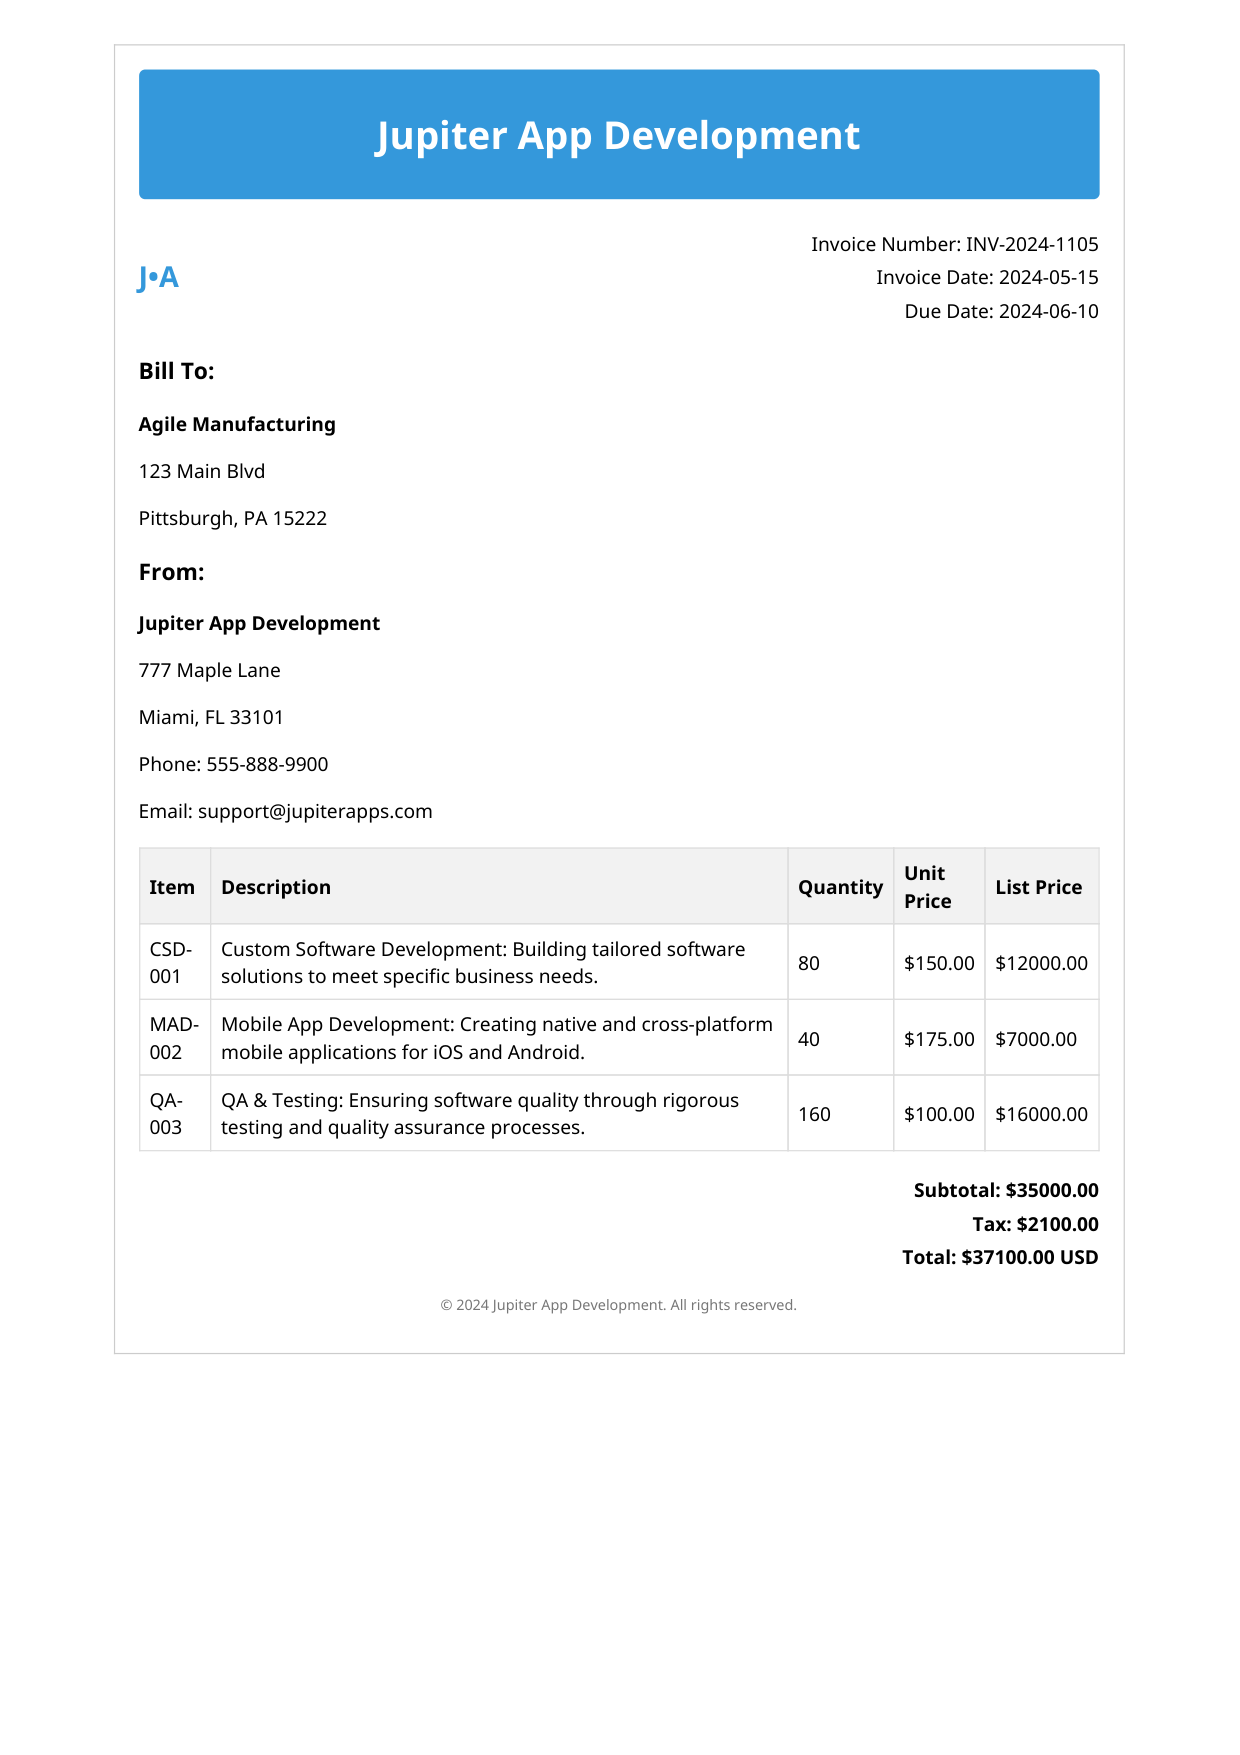 Jupiter App Development
J•A
Invoice Number: INV-2024-1105
Invoice Date: 2024-05-15
Due Date: 2024-06-10
Bill To:
Agile Manufacturing
123 Main Blvd
Pittsburgh, PA 15222
From:
Jupiter App Development
777 Maple Lane
Miami, FL 33101
Phone: 555-888-9900
Email: support@jupiterapps.com
Item Description Quantity Unit Price List Price
CSD-001 Custom Software Development: Building tailored software solutions to meet specific business needs. 80 $150.00 $12000.00
MAD-002 Mobile App Development: Creating native and cross-platform mobile applications for iOS and Android. 40 $175.00 $7000.00
QA-003 QA & Testing: Ensuring software quality through rigorous testing and quality assurance processes. 160 $100.00 $16000.00
Subtotal: $35000.00
Tax: $2100.00
Total: $37100.00 USD
© 2024 Jupiter App Development. All rights reserved.